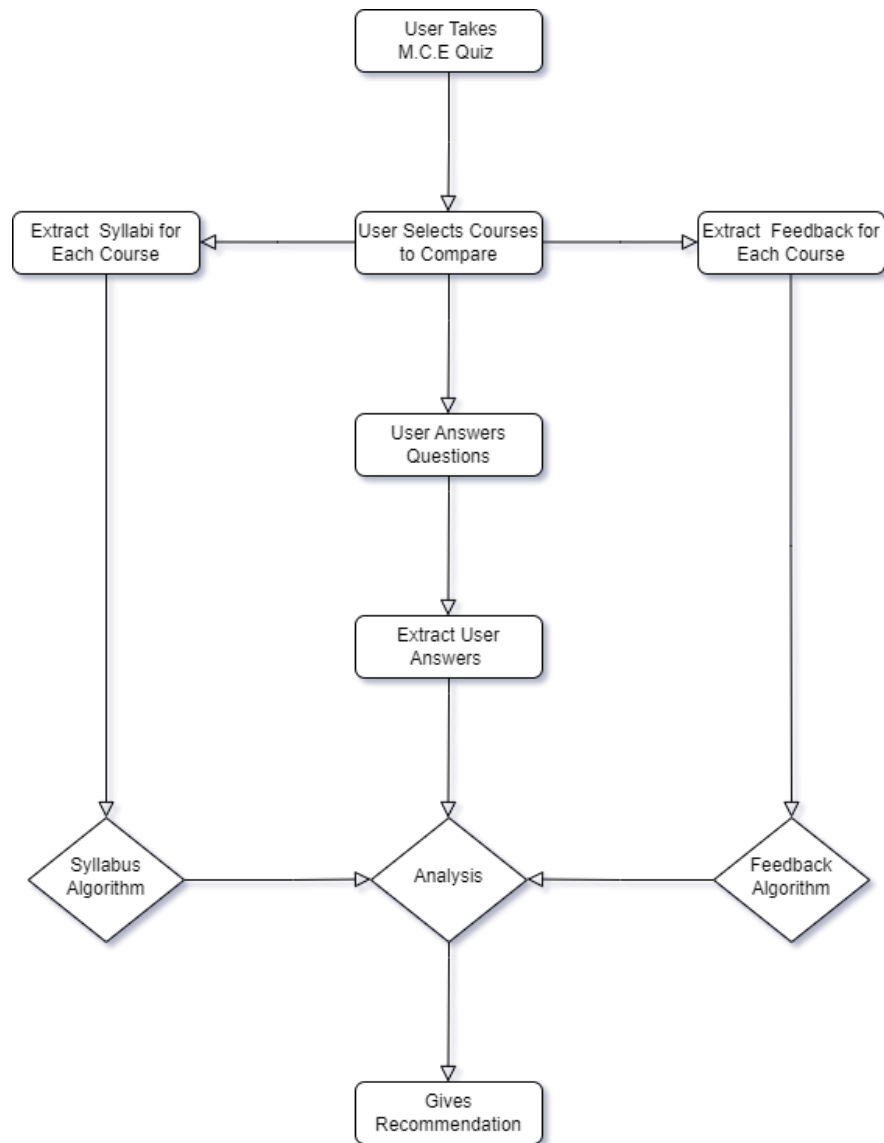 User Takes
M.C.E Quiz
Extract Syllabi for
Each Course
User Selects Courses
to Compare
Extract Feedback for
Each Course
User Answers
Questions
Extract User
Answers
Syllabus
Algorithm
Analysis
Feedback
Algorithm
Gives
Recommendation